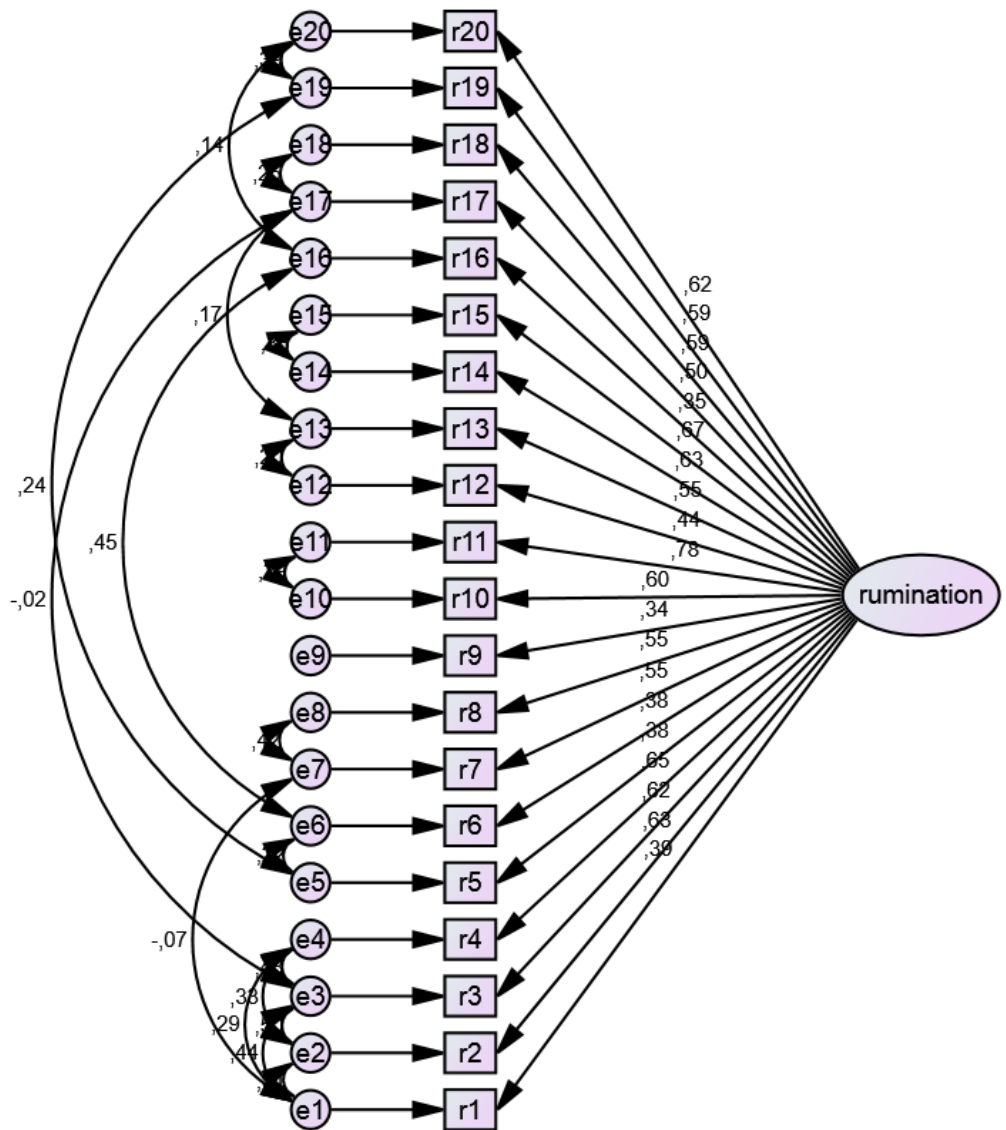 e20 r20
e19 r19
e18 r18
,14
e17 r17
e16 r16
,62
,17
e15 r15
,59
,59
e14 r14
,50
,35
e13 r13
,67
,63
e12 r12
,24
,55
,44
e11 r11
,45
,78
,60
e10 r10
rumination
-,02
,34
,55
e9 r9
,55
,38
e8 r8
,38
,65
e7 r7
,62
e6 r6
,39
e5 r5
e4 r4
-,07
e3 r3
,29
e2 r2
,44
e1 r1